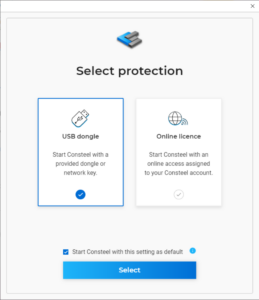 Select protection
USB dongle
Start Consteel with a
provided dongle or
network key.
Online licence
Start Consteel with an
online access assigned
to your Consteel account.
Start Consteel with this setting as default
Select